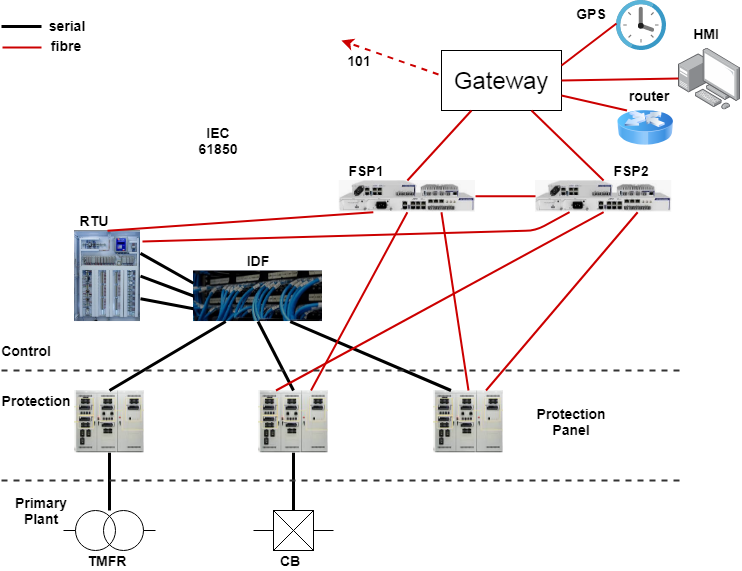 serial
fibre
GPS
HMI
101
Gateway
router
IEC
61850
FSP1
FSP2
RTU
IDF
Control
Protection
Protection
Panel
Primary
Plant
TMFR
CB